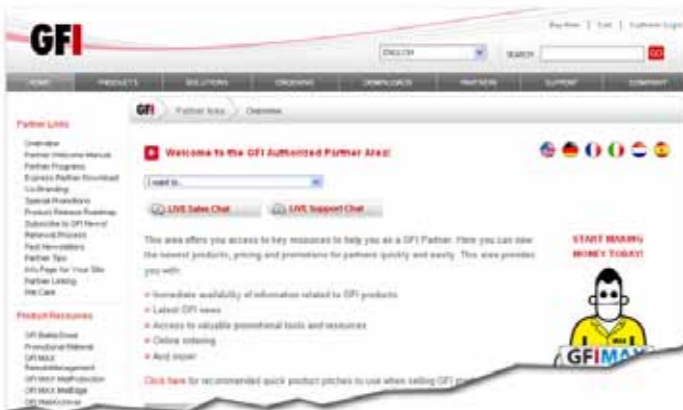 GFI
Buy Now | Cart | Customer Login
ENGLISH
SEARCH
GO
HOME PRODUCTS SOLUTIONS ORDERING DOWNLOADS PARTNERS SUPPORT COMPANY
GFI Partner Area Overview
Partner Links
Overview
Partner Welcome Manual
Partner Programs
Express Partner Download
Co-Branding
Special Promotions
Product Release Roadmap
Subscribe to GFI News!
Renewal Process
Past Newsletters
Partner Tips
Info Page for Your Site
Partner Linking
We Care
Product Resources
Promotional Material
GFI MAX
RemoteManagement
GFI MAX MailProtection
GFI MAX MailEdge
GFI WebMonitor
Welcome to the GFI Authorized Partner Area!
I want to...
LIVE Sales Chat
LIVE Support Chat
This area offers you access to key resources to help you as a GFI Partner. Here you can view
the newest products, pricing and promotions for partners quickly and easily. This area provides
you with:
Immediate availability of information related to GFI products
Latest GFI news
Access to valuable promotional tools and resources
Online ordering
And more!
Click here for recommended quick product pitches to use when selling GFI
START MAKING
MONEY TODAY!
MAX
GFIMAX